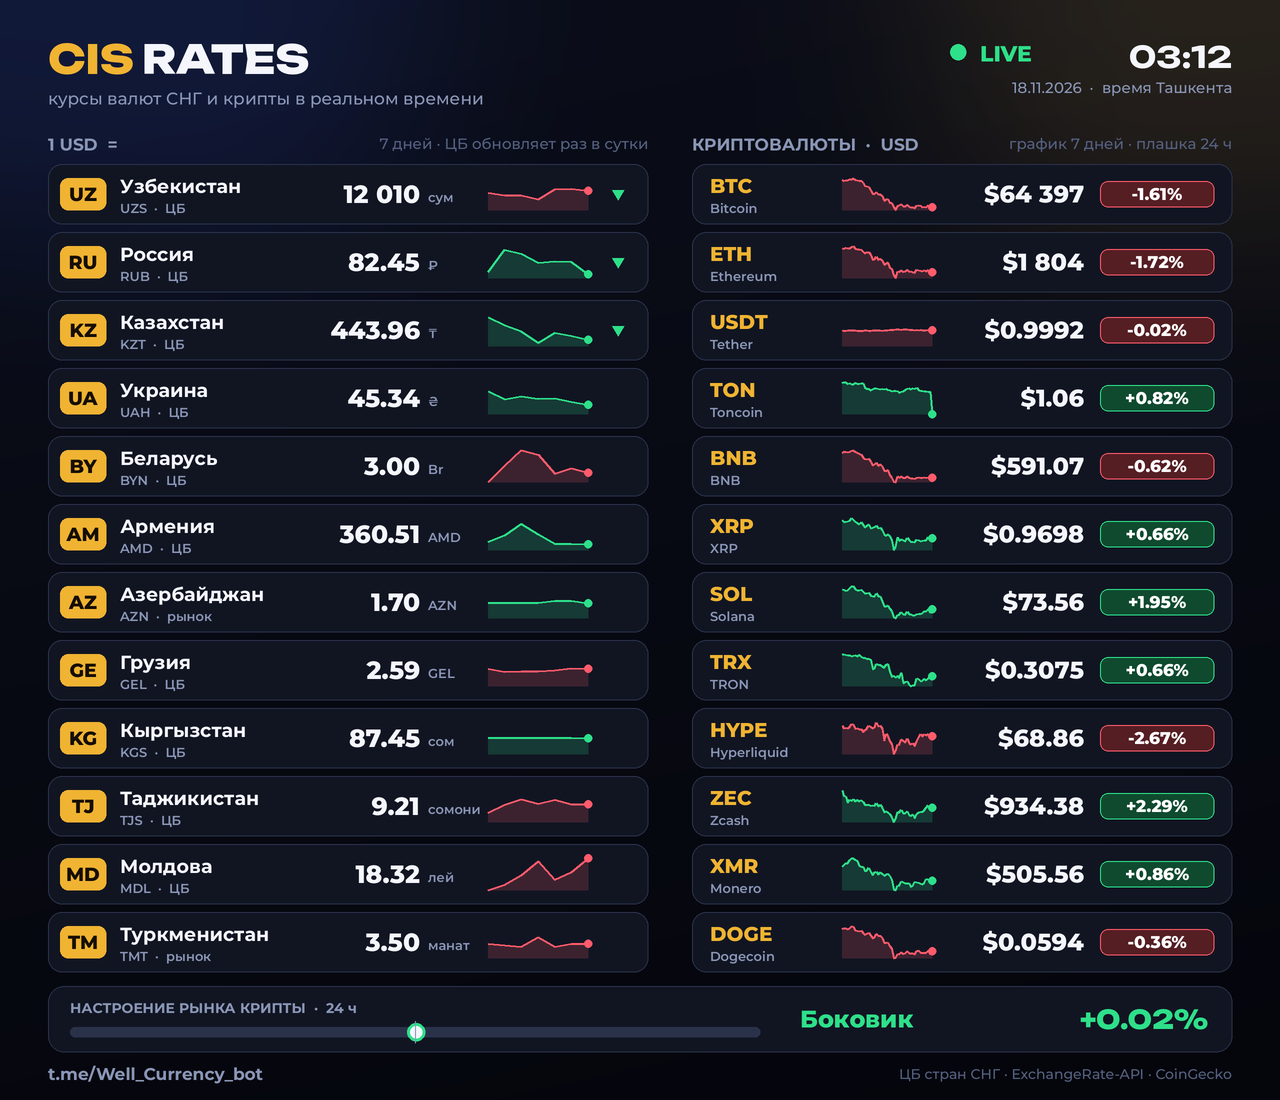 CIS RATES
курсы валют СНГ и крипты в реальном времени
LIVE
03:12
18.11.2026 · время Ташкента
1 USD =
7 дней · ЦБ обновляет раз в сутки
UZ Узбекистан 12 010 сум ▼
UZS · ЦБ
RU Россия 82.45 ₽ ▼
RUB · ЦБ
KZ Казахстан 443.96 ₸ ▼
KZT · ЦБ
UA Украина 45.34 ₴
UAH · ЦБ
BY Беларусь 3.00 Br
BYN · ЦБ
AM Армения 360.51 AMD
AMD · ЦБ
AZ Азербайджан 1.70 AZN
AZN · рынок
GE Грузия 2.59 GEL
GEL · ЦБ
KG Кыргызстан 87.45 сом
KGS · ЦБ
TJ Таджикистан 9.21 сомони
TJS · ЦБ
MD Молдова 18.32 лей
MDL · ЦБ
TM Туркменистан 3.50 манат
TMT · рынок
КРИПТОВАЛЮТЫ · USD
график 7 дней · плашка 24 ч
BTC $64 397 -1.61%
Bitcoin
ETH $1 804 -1.72%
Ethereum
USDT $0.9992 -0.02%
Tether
TON $1.06 +0.82%
Toncoin
BNB $591.07 -0.62%
BNB
XRP $0.9698 +0.66%
XRP
SOL $73.56 +1.95%
Solana
TRX $0.3075 +0.66%
TRON
HYPE $68.86 -2.67%
Hyperliquid
ZEC $934.38 +2.29%
Zcash
XMR $505.56 +0.86%
Monero
DOGE $0.0594 -0.36%
Dogecoin
НАСТРОЕНИЕ РЫНКА КРИПТЫ · 24 ч
Боковик
+0.02%
t.me/Well_Currency_bot
ЦБ стран СНГ · ExchangeRate-API · CoinGecko